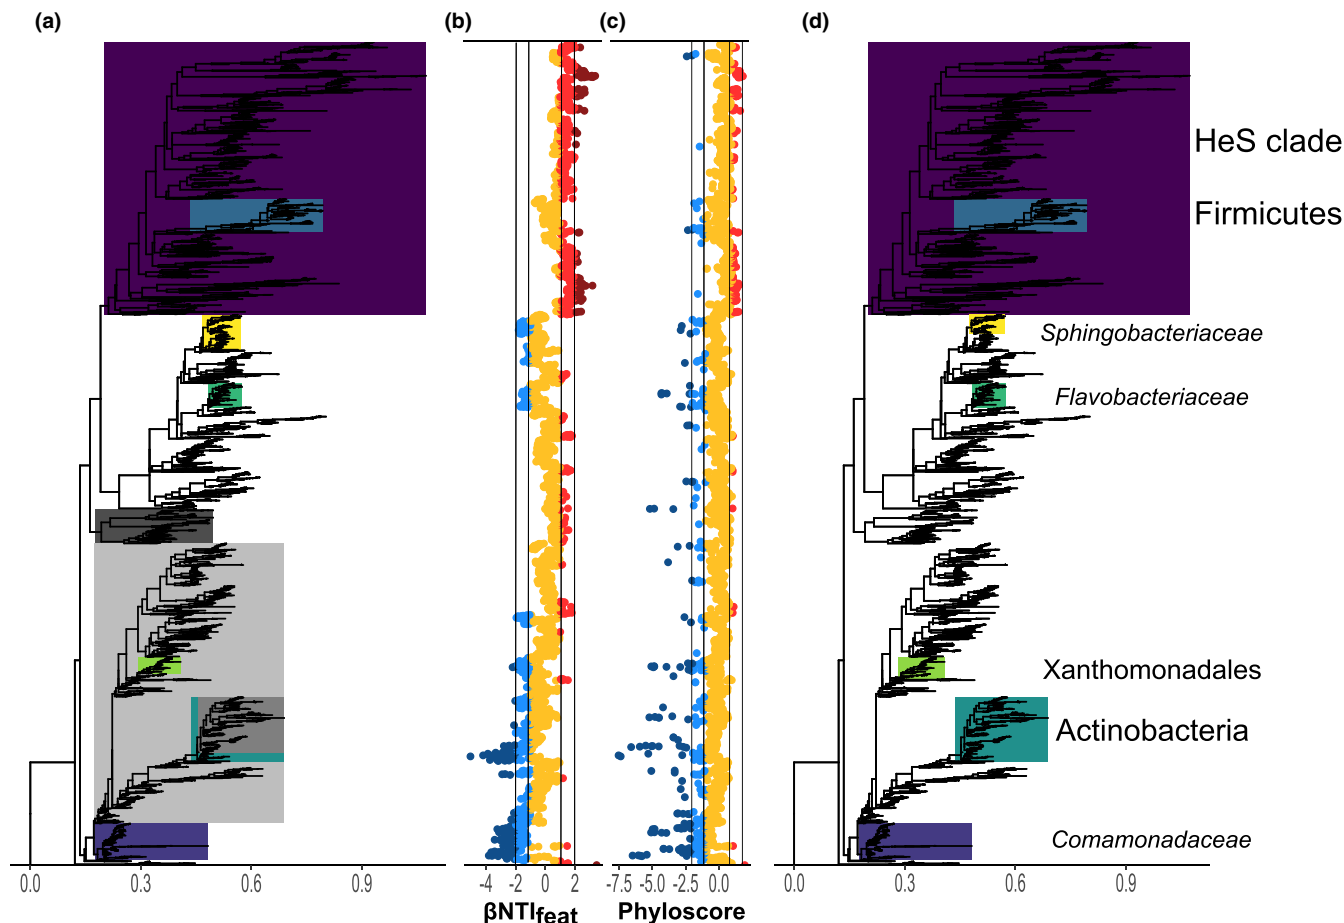 (a) (b) (c) (d)
HeS clade
Firmicutes
Sphingobacteriaceae
Flavobacteriaceae
Xanthomonadales
Actinobacteria
Comamonadaceae
0.0 0.3 0.6 0.9 -4 -2 0 2 -7.5 -5.0 -2.5 0.0 0.0 0.3 0.6 0.9
βNTIfeat Phyloscore